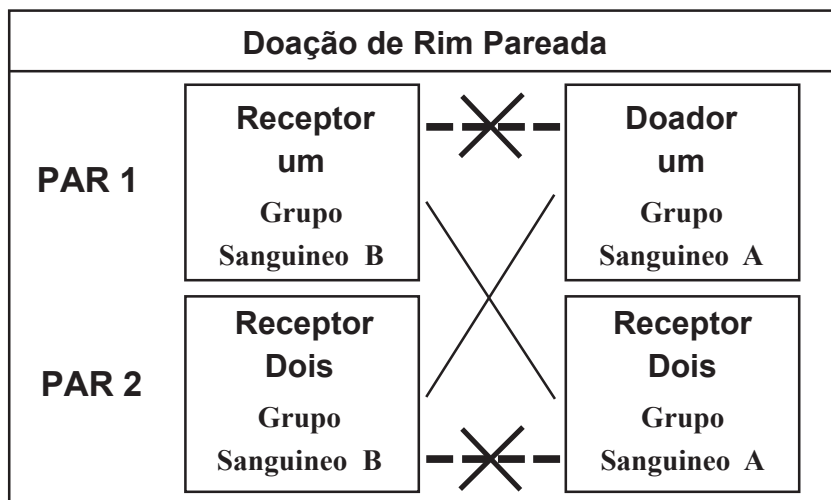 Doação de Rim Pareada
PAR 1
Receptor
um
Grupo
Sanguineo B
Doador
um
Grupo
Sanguineo A
PAR 2
Receptor
Dois
Grupo
Sanguineo B
Receptor
Dois
Grupo
Sanguineo A